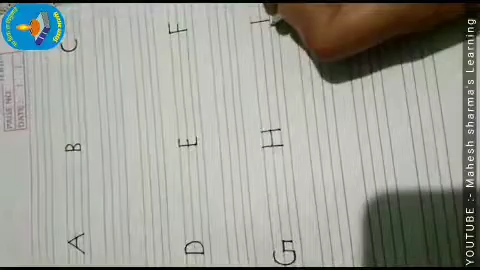 A B C
D E F
G H I
PAGE NO.
DATE:
YOUTUBE :- Mahesh sharma's Learning